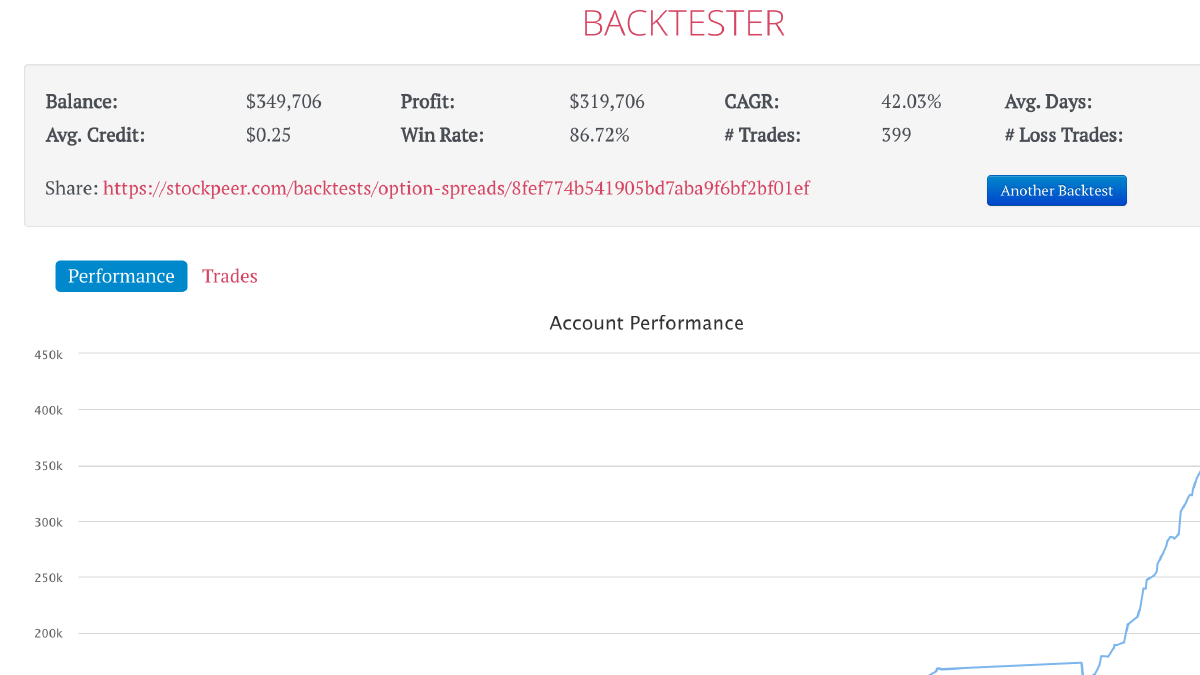 BACKTESTER
Balance: $349,706 Profit: $319,706 CAGR: 42.03% Avg. Days:
Avg. Credit: $0.25 Win Rate: 86.72% # Trades: 399 # Loss Trades:
Share: https://stockpeer.com/backtests/option-spreads/8fef774b541905bd7aba9f6bf2bf01ef Another Backtest
Performance Trades
Account Performance
450k
400k
350k
300k
250k
200k